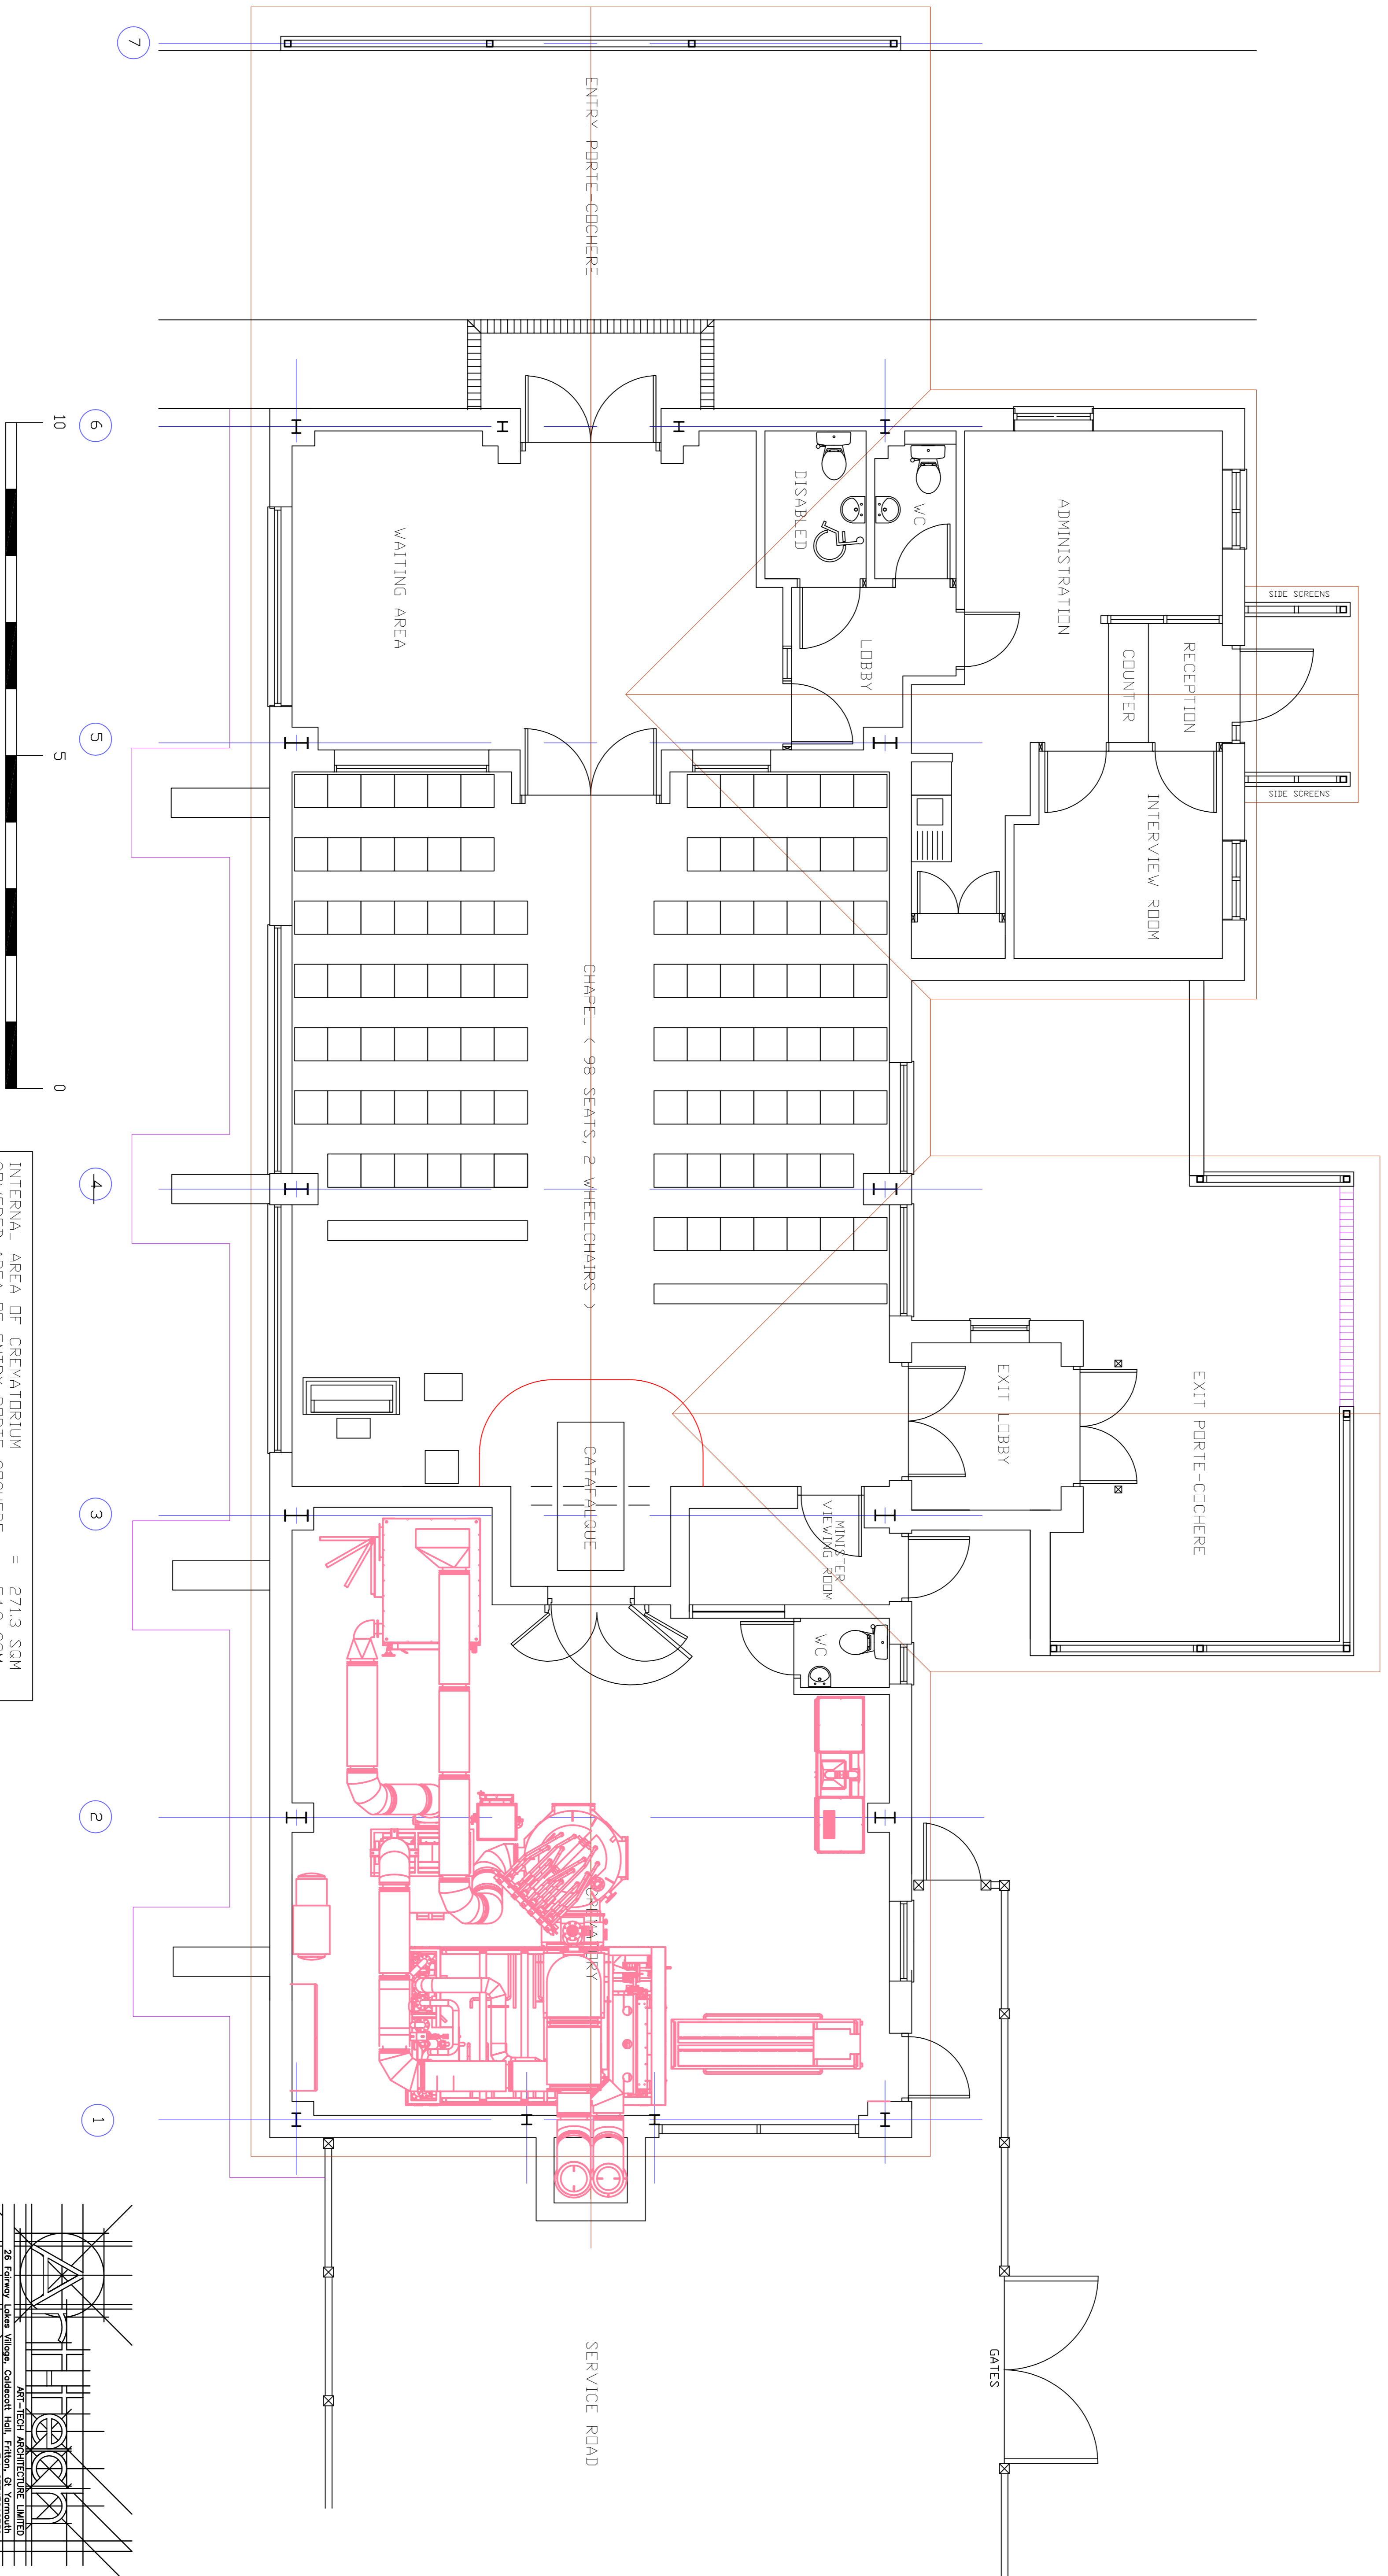 7
ENTRY PORTE-COCHERE
6
10
5
5
0
4
3
2
1
WAITING AREA
DISABLED
WC
LOBBY
ADMINISTRATION
COUNTER
RECEPTION
SIDE SCREENS
SIDE SCREENS
INTERVIEW ROOM
CHAPEL ( 98 SEATS, 2 WHEELCHAIRS )
CATAFALQUE
MINISTER
VIEWING ROOM
EXIT LOBBY
EXIT PORTE-COCHERE
WC
CREMATORY
SERVICE ROAD
GATES
INTERNAL AREA OF CREMATORIUM = 271.3 SQM
ART-TECH ARCHITECTURE LIMITED
26 Fairway Lakes Village, Caldecott Hall, Fritton, Gt Yarmouth